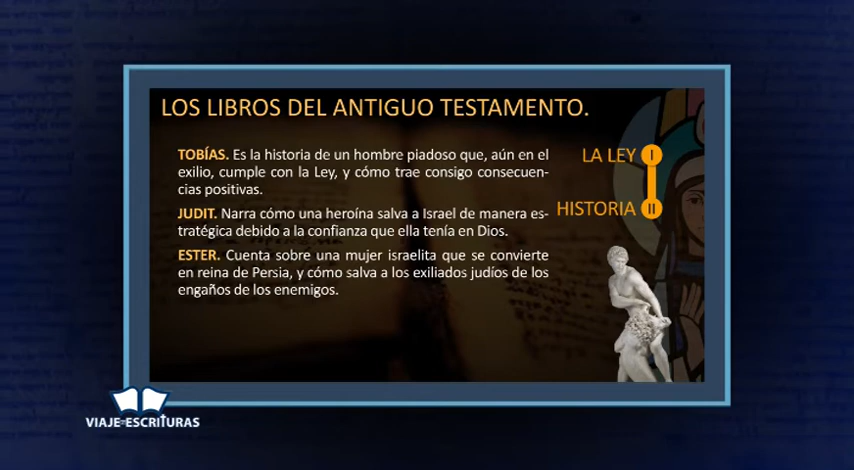 LOS LIBROS DEL ANTIGUO TESTAMENTO.
TOBÍAS. Es la historia de un hombre piadoso que, aún en el
exilio, cumple con la Ley, y cómo trae consigo consecuen-
cias positivas.
JUDIT. Narra cómo una heroína salva a Israel de manera es-
tratégica debido a la confianza que ella tenía en Dios.
ESTER. Cuenta sobre una mujer israelita que se convierte
en reina de Persia, y cómo salva a los exiliados judíos de los
engaños de los enemigos.
LA LEY I
HISTORIA II
VIAJE ESCRITURAS